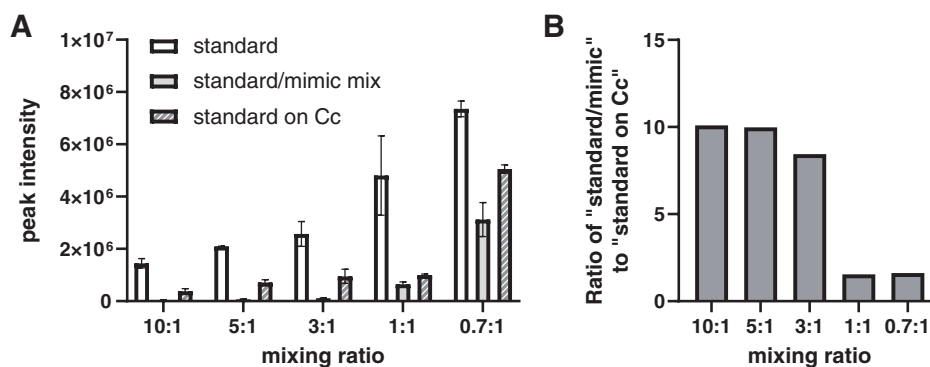 A
1×10⁷
8×10⁶
6×10⁶
4×10⁶
2×10⁶
0
peak intensity
standard
standard/mimic mix
standard on Cc
10:1 5:1 3:1 1:1 0.7:1
mixing ratio
B
15
10
5
0
Ratio of "standard/mimic"
to "standard on Cc"
10:1 5:1 3:1 1:1 0.7:1
mixing ratio